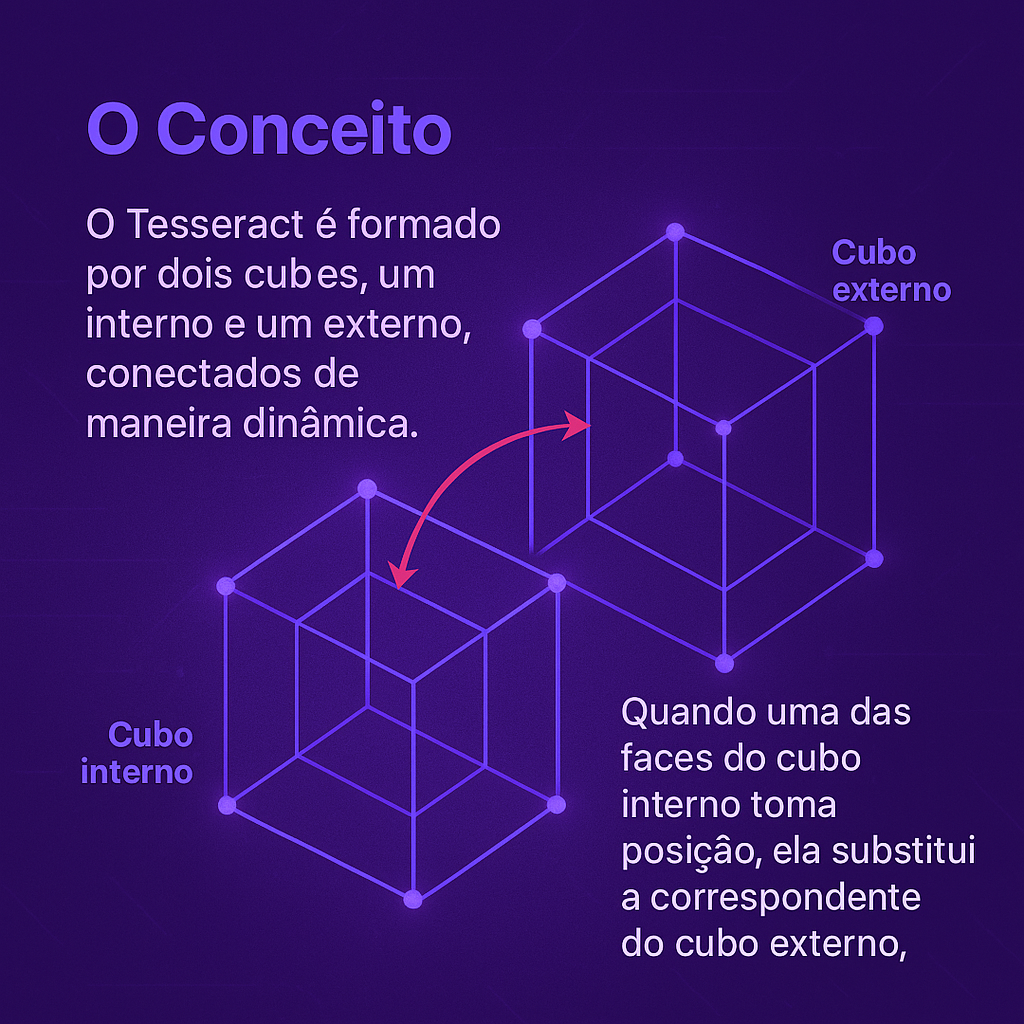 O Conceito
O Tesseract é formado
por dois cubes, um
interno e um externo,
conectados de
maneira dinâmica.
Cubo
externo
Cubo
interno
Quando uma das
faces do cubo
interno toma
posiçâo, ela substitui
a correspondente
do cubo externo,